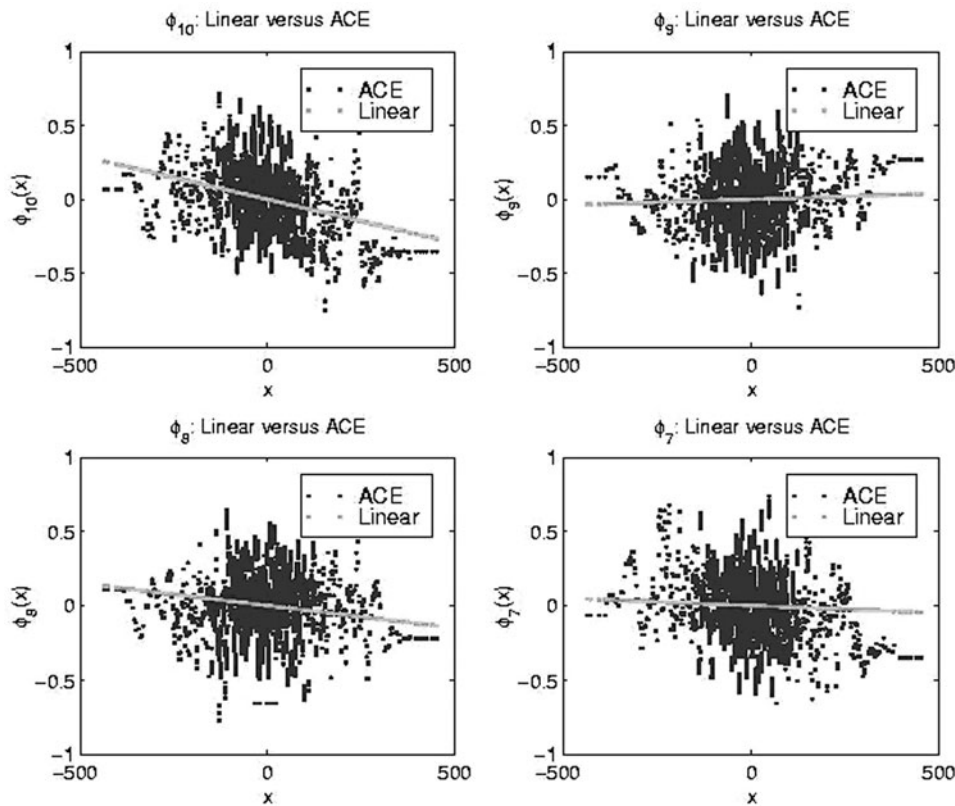 ϕ10: Linear versus ACE
1
0.5
0
−0.5
−1
−500
0
500
x
ϕ10(x)
ACE
Linear
ϕ9: Linear versus ACE
1
0.5
0
−0.5
−1
−500
0
500
x
ϕ9(x)
ACE
Linear
ϕ8: Linear versus ACE
1
0.5
0
−0.5
−1
−500
0
500
x
ϕ8(x)
ACE
Linear
ϕ7: Linear versus ACE
1
0.5
0
−0.5
−1
−500
0
500
x
ϕ7(x)
ACE
Linear